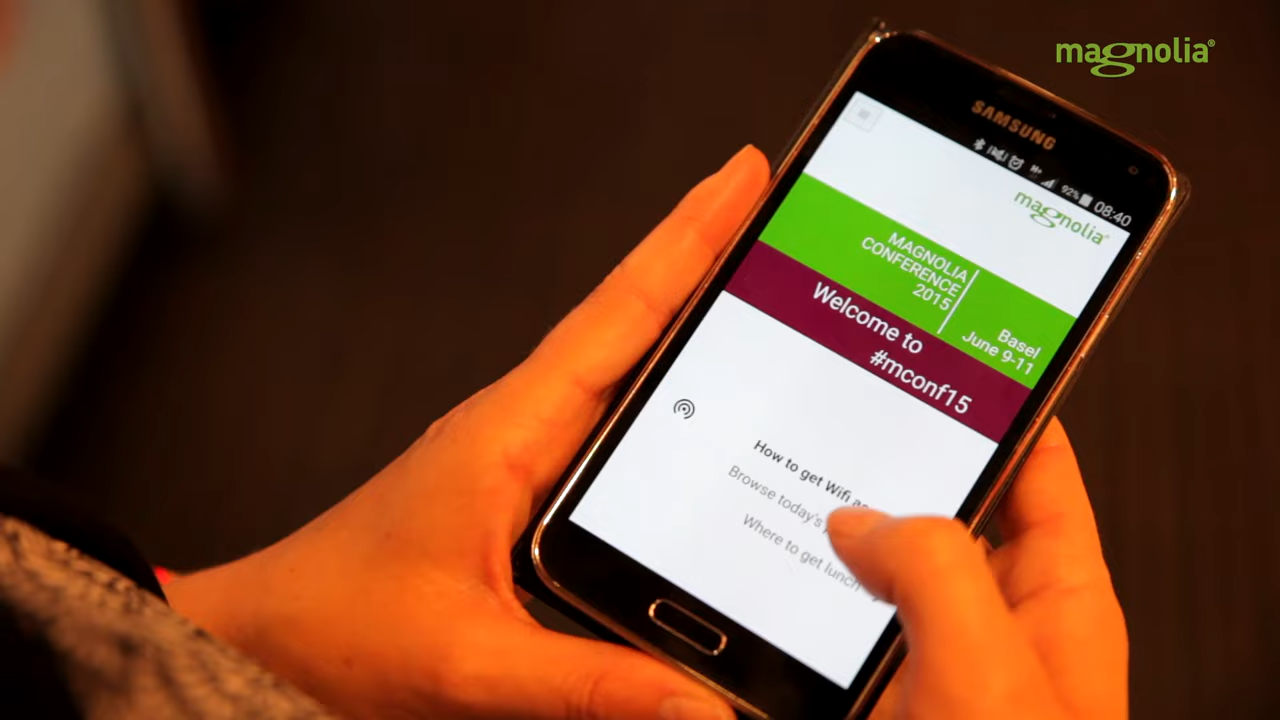 magnolia®
SAMSUNG
92% 08:40
magnolia®
MAGNOLIA
CONFERENCE
2015
Basel
June 9-11
Welcome to
#mconf15
How to get Wifi
Browse today's
Where to get lunch